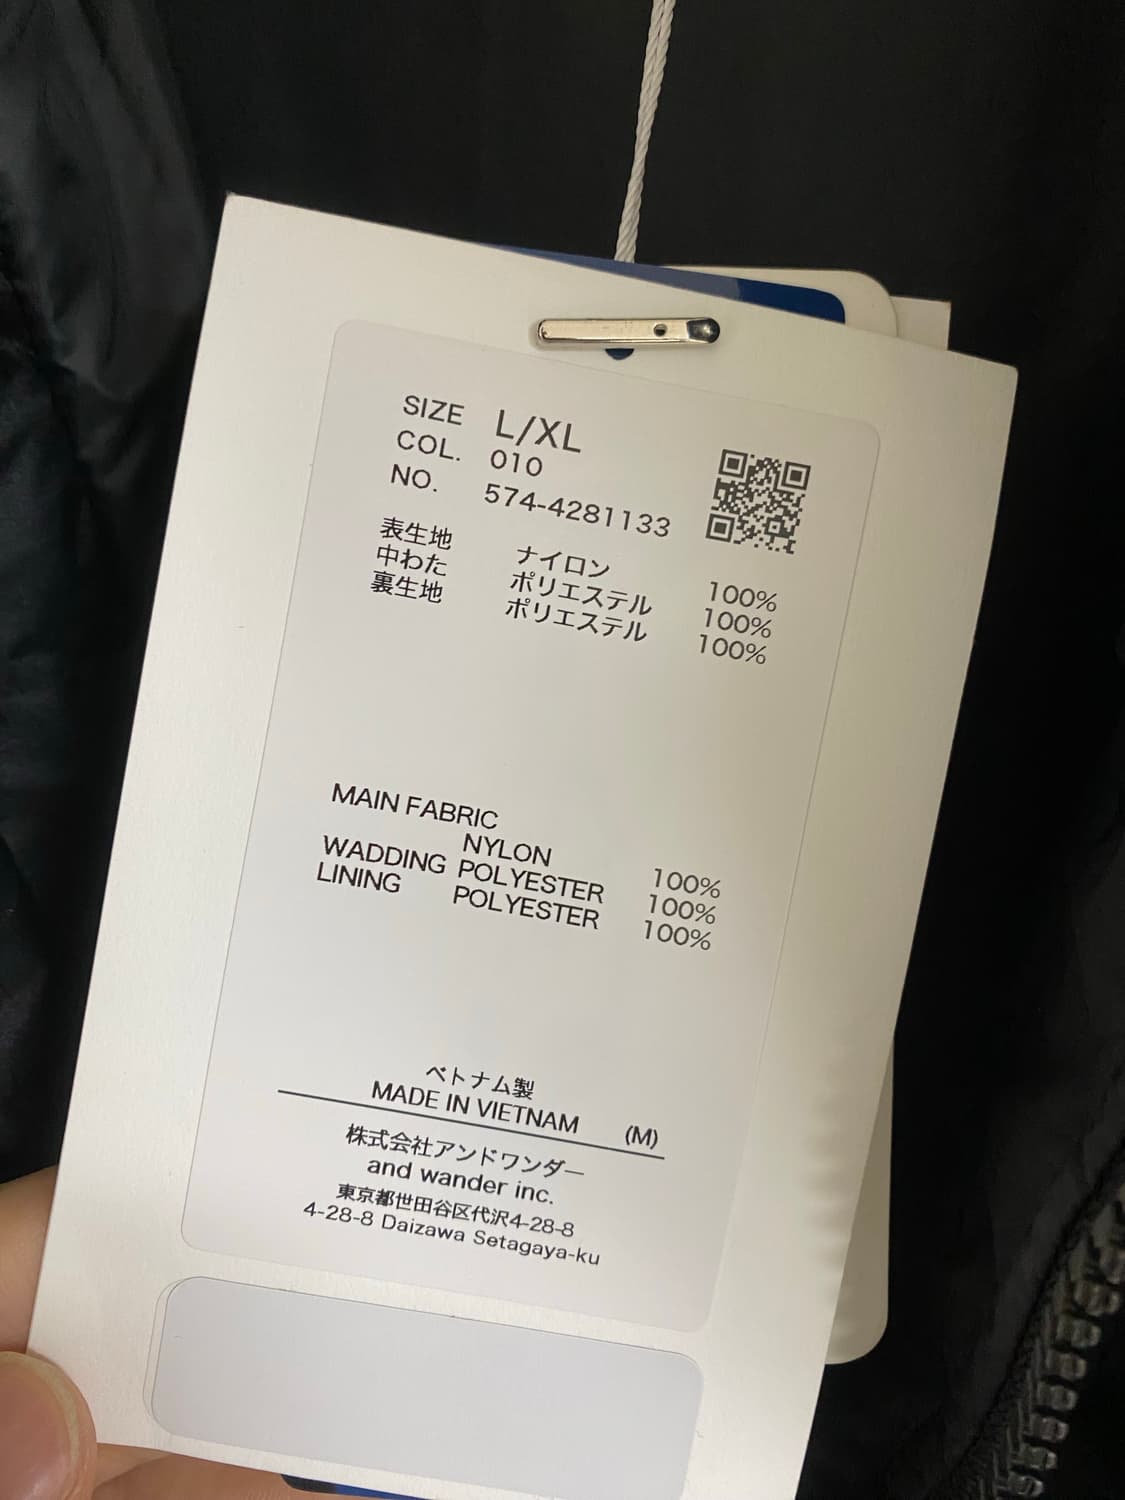 SIZE L/XL
COL. 010
NO. 574-4281133
表生地 ナイロン 100%
中わた ポリエステル 100%
裏生地 ポリエステル 100%
MAIN FABRIC
NYLON 100%
WADDING POLYESTER 100%
LINING POLYESTER 100%
ベトナム製
MADE IN VIETNAM (M)
株式会社アンドワンダー
and wander inc.
東京都世田谷区代沢4-28-8
4-28-8 Daizawa Setagaya-ku